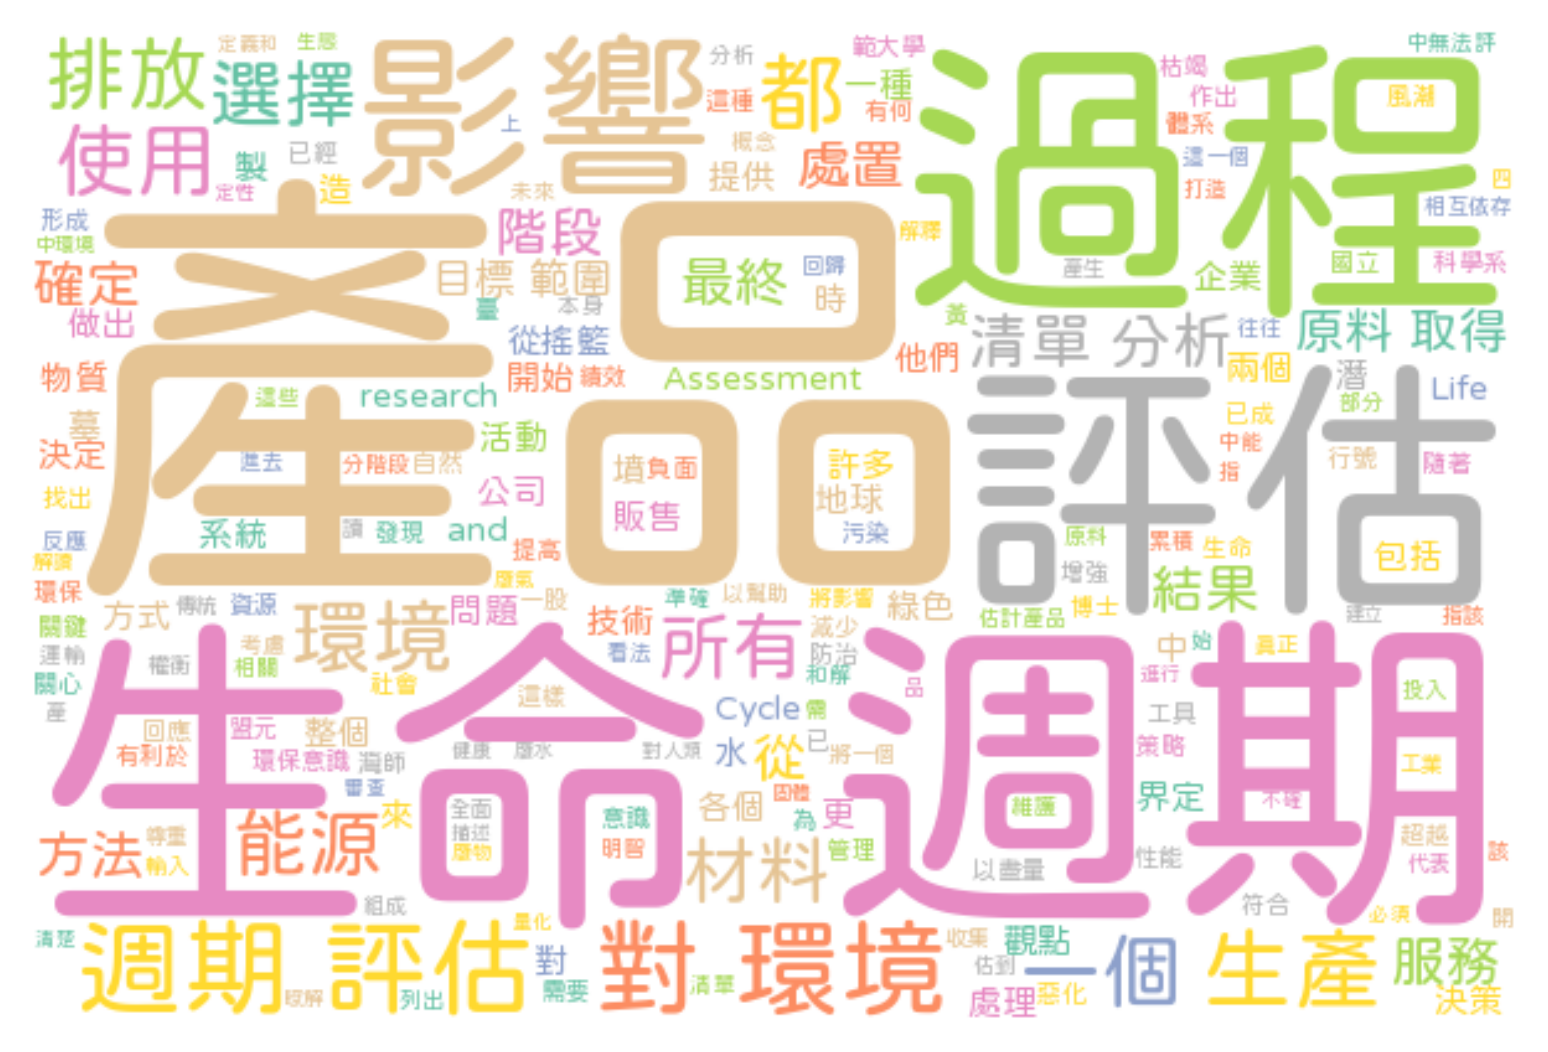 排放
定義和
生態
選擇
影響
分析
範大學
都
一種
過程
枯竭
中無法評
作出
風潮
使用
製
已經
定性
造
上
這種
概念
有何
體系
這一個
提供
處置
未來
打造
四
相互依存
形成
中環境
階段
解釋
產品
最終
回歸
時
產生
企業
國立
科學系
確定
做出
目標 範圍
臺
本身
黃
清單 分析
往往
原料 取得
從搖籃
他們
兩個
物質
開始
績效
Assessment
潛
部分
Life
這些
research
墓
決定
進去
分階段
自然
活動
墳
負面
許多
地球
評估
已成
中能
指
行號
隨著
找出
公司
販售
污染
反應
解讀
系統
讀
發現
and
提高
廢氣
原料
累積
生命
包括
環保
增強
結果
方式
傳統
資源
環境
問題
一股
技術
準確
以幫助
將影響
綠色
估計產品
博士
建立
指該
關鍵
運輸
權衡
考慮
相關
看法
所有
減少
防治
和解
中
始
真正
關心
產
社會
這樣
品
進行
投入
生命週期
回應
盟元
整個
Cycle
需
工具
有利於
環保意識
灣師
健康
廢水
對人類
水
從
已
將一個
策略
工業
審查
固體
界定
不確
方法
尊重
輸入
能源
來
全面
描述
廢物
意識
明智
各個
為
更
維護
超越
代表
該
材料
管理
以盡量
性能
組成
符合
必須
開
清楚
週期 評估
量化
瞭解
列出
對
需要
對環境
清單
收集
觀點
估到
處理
惡化
一個
生產
服務
決策